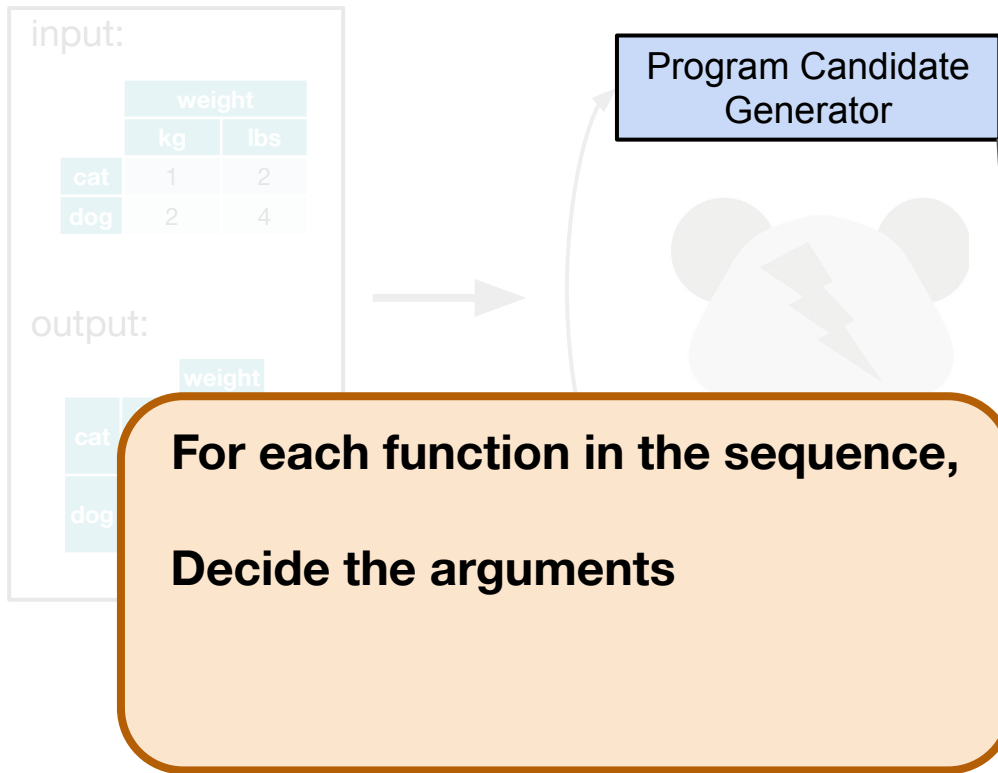 input:
weight
kg lbs
cat 1 2
dog 2 4
output:
weight
cat
dog
Program Candidate
Generator
For each function in the sequence,
Decide the arguments